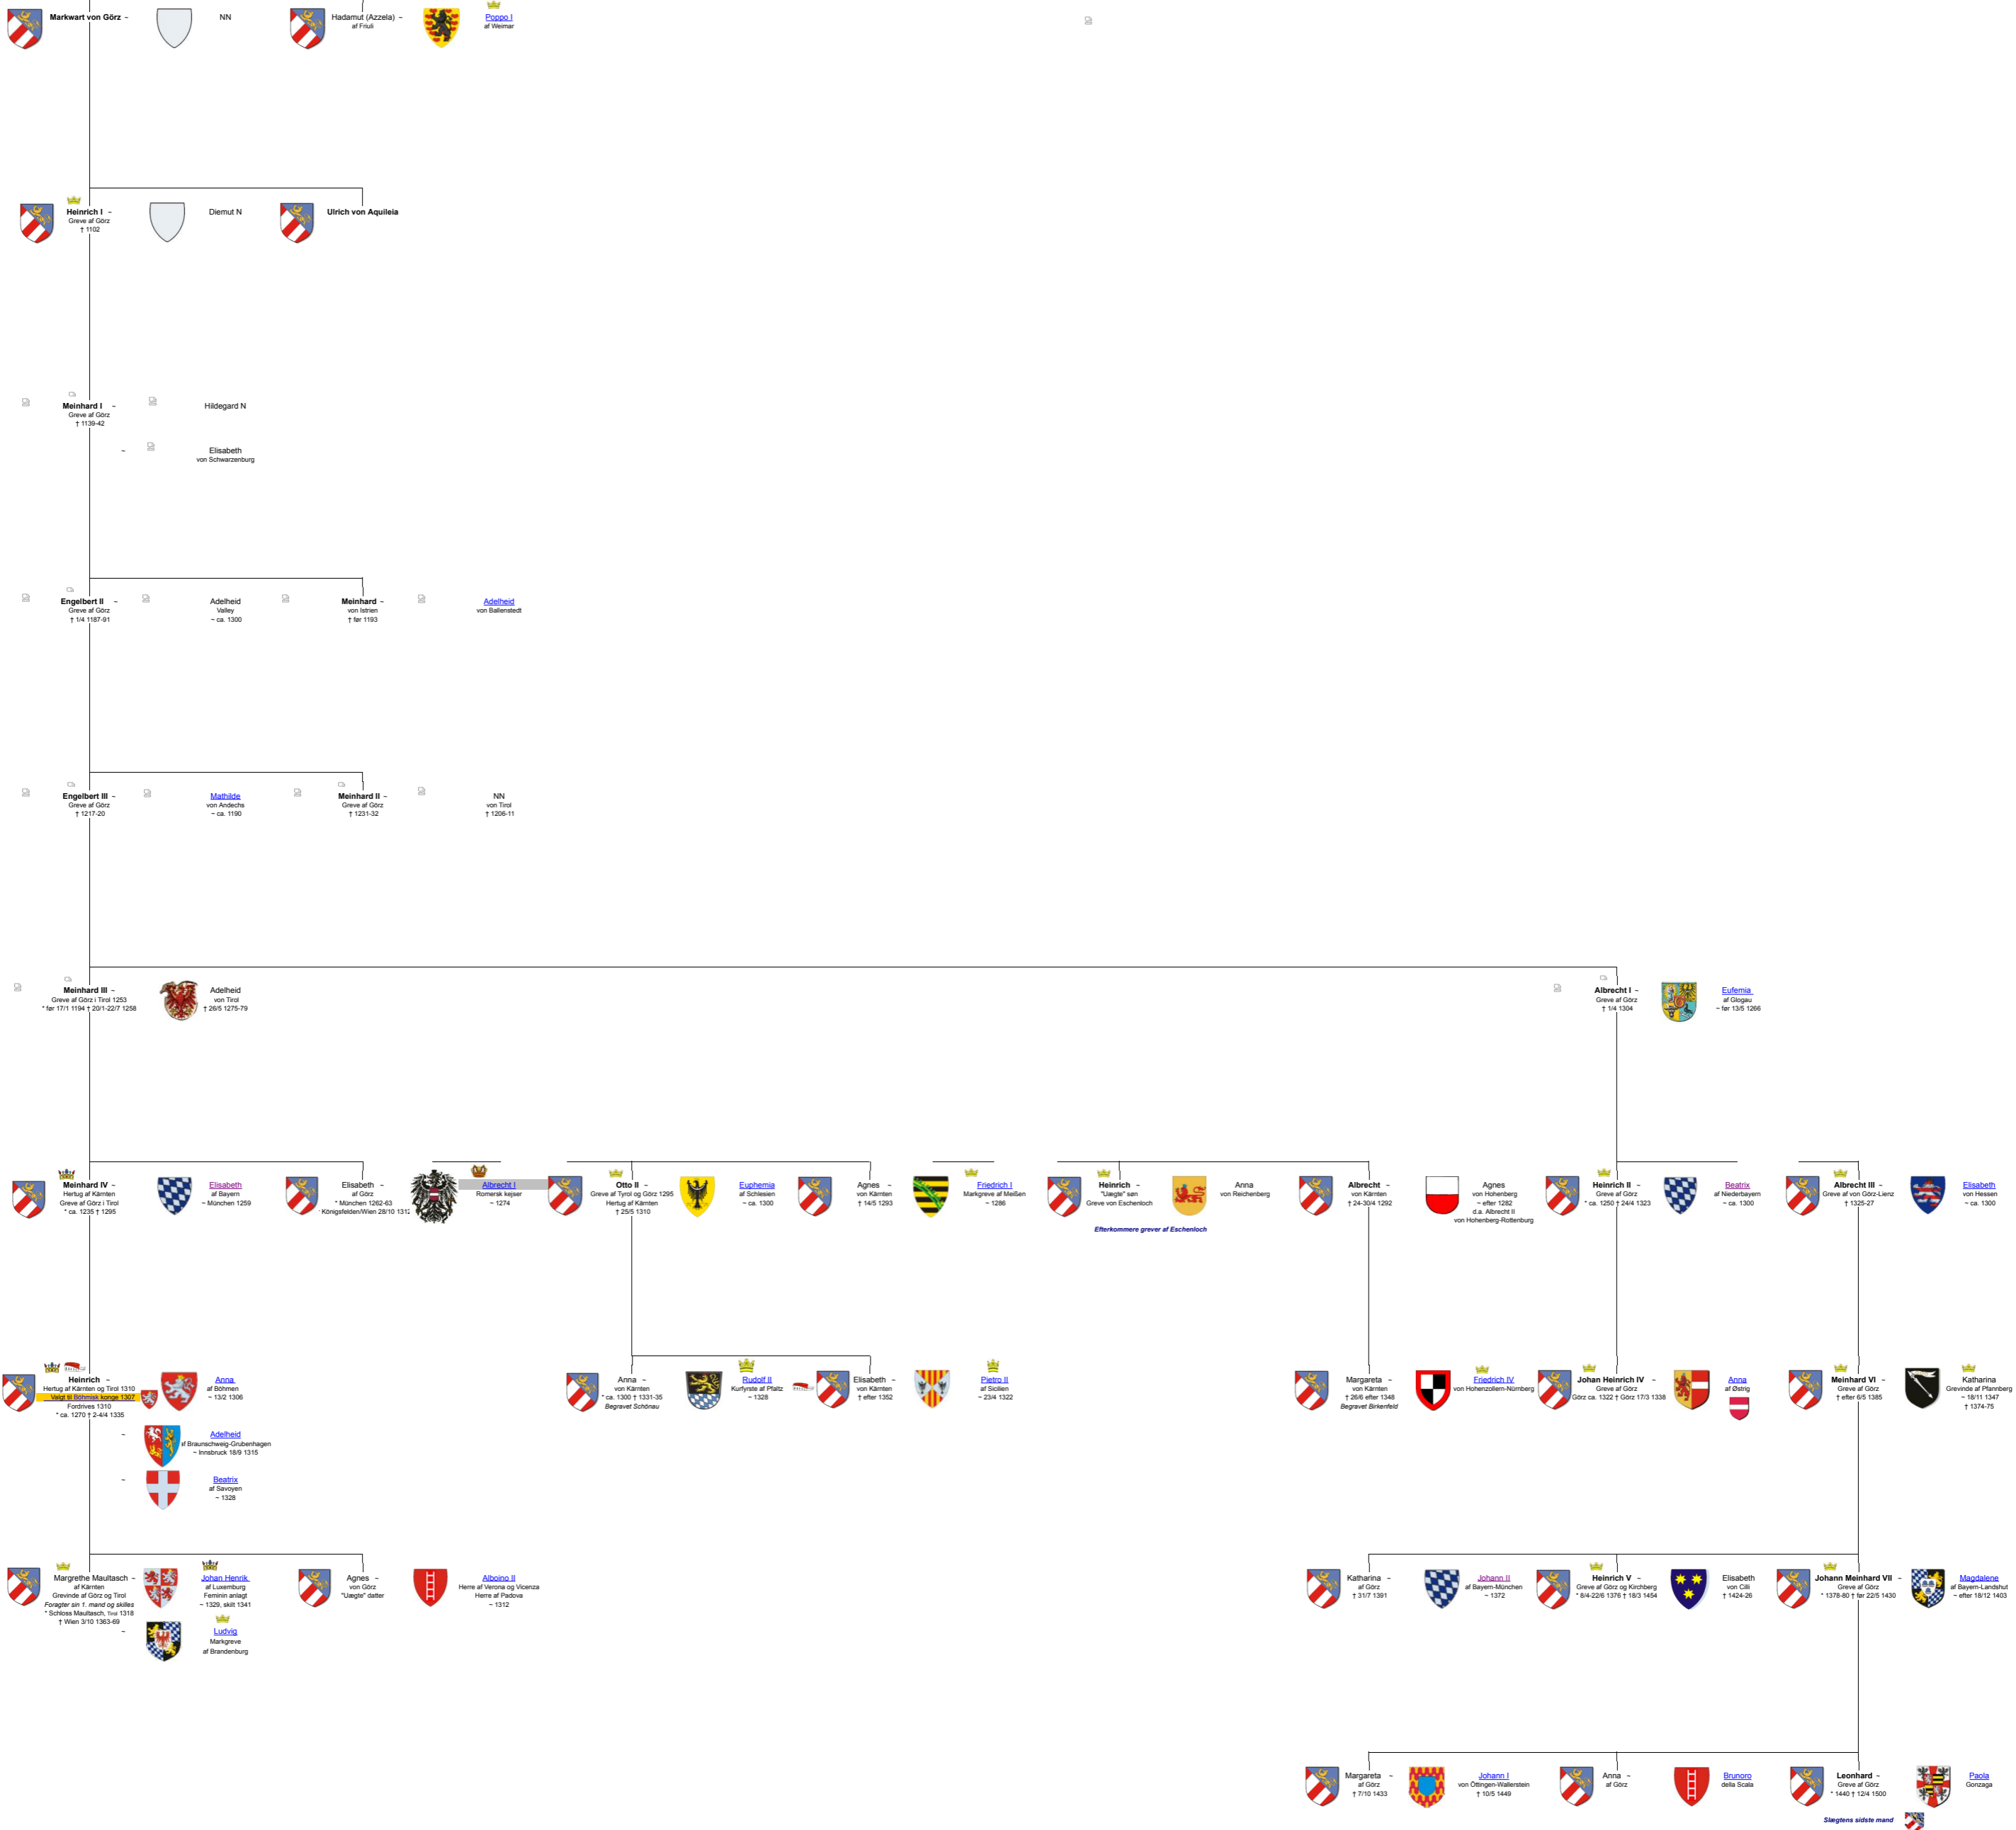 Markwart von Görz ~
NN
Hadamut (Azzela) ~
af Friuli
Poppo I
af Weimar
Heinrich I ~
Greve af Görz
† 1102
Diemut N
Ulrich von Aquileia
Meinhard I ~
Greve af Görz
† 1139-42
Hildegard N
~
Elisabeth
von Schwarzenburg
Engelbert II ~
Greve af Görz
† 1/4 1187-91
Adelheid
Valley
~ ca. 1300
Meinhard ~
von Istrien
† før 1193
Adelheid
von Ballenstedt
Engelbert III ~
Greve af Görz
† 1217-20
Mathilde
von Andechs
~ ca. 1190
Meinhard II ~
Greve af Görz
† 1231-32
NN
von Tirol
† 1206-11
Meinhard III ~
Greve af Görz i Tirol 1253
* før 17/1 1194 † 20/1-22/7 1258
Adelheid
von Tirol
† 26/5 1275-79
Albrecht I ~
Greve af Görz
† 1/4 1304
Eufemia
af Glogau
~ før 13/5 1266
Meinhard IV ~
Hertug af Kärnten
Greve af Görz i Tirol
* ca. 1235 † 1295
Elisabeth
af Bayern
~ München 1259
Elisabeth ~
af Görz
* München 1262-63
Königsfelden/Wien 28/10 1312
Albrecht I
Romersk kejser
~ 1274
Otto II ~
Greve af Tyrol og Görz 1295
Hertug af Kärnten
† 25/5 1310
Euphemia
af Schlesien
~ ca. 1300
Agnes ~
von Kärnten
† 14/5 1293
Friedrich I
Markgreve af Meißen
~ 1286
Heinrich ~
"Uægte" søn
Greve von Eschenloch
Anna
von Reichenberg
Efterkommere grever af Eschenloch
Albrecht ~
von Kärnten
† 24-30/4 1292
Agnes
von Hohenberg
~ efter 1282
d.a. Albrecht II
von Hohenberg-Rottenburg
Heinrich II ~
Greve af Görz
* ca. 1250 † 24/4 1323
Beatrix
af Niederbayern
~ ca. 1300
Albrecht III ~
Greve af von Görz-Lienz
† 1325-27
Elisabeth
von Hessen
~ ca. 1300
Heinrich ~
Hertug af Kärnten og Tirol 1310
Valgt til Böhmisk konge 1307
Fordrives 1310
* ca. 1270 † 2-4/4 1335
Anna
af Böhmen
~ 13/2 1306
~
Adelheid
af Braunschweig-Grubenhagen
~ Innsbruck 18/9 1315
~
Beatrix
af Savoyen
~ 1328
Anna ~
von Kärnten
* ca. 1300 † 1331-35
Begravet Schönau
Rudolf II
Kurfyrste af Pfaltz
~ 1328
Elisabeth ~
von Kärnten
† efter 1352
Pietro II
af Sicilien
~ 23/4 1322
Margareta ~
von Kärnten
† 26/6 efter 1348
Begravet Birkenfeld
Friedrich IV
von Hohenzollern-Nürnberg
Johan Heinrich IV ~
Greve af Görz
Görz ca. 1322 † Görz 17/3 1338
Anna
af Østrig
Meinhard VI ~
Greve af Görz
† efter 6/5 1385
Katharina
Grevinde af Pfannberg
~ 18/11 1347
† 1374-75
Margrethe Maultasch ~
af Kärnten
Grevinde af Görz og Tirol
Foragter sin 1. mand og skilles
* Schloss Maultasch, Tirol 1318
† Wien 3/10 1363-69
Johan Henrik
af Luxemburg
Feminin anlagt
~ 1329, skilt 1341
~
Ludvig
Markgreve
af Brandenburg
Agnes ~
von Görz
"Uægte" datter
Alboino II
Herre af Verona og Vicenza
Herre af Padova
~ 1312
Katharina ~
af Görz
† 31/7 1391
Johann II
af Bayern-München
~ 1372
Heinrich V ~
Greve af Görz og Kirchberg
* 8/4-22/6 1376 † 18/3 1454
Elisabeth
von Cilli
† 1424-26
Johann Meinhard VII ~
Greve af Görz
* 1378-80 † før 22/5 1430
Magdalene
af Bayern-Landshut
~ efter 18/12 1403
Margareta ~
af Görz
† 7/10 1433
Johann I
von Öttingen-Wallerstein
† 10/5 1449
Anna ~
af Görz
Brunoro
della Scala
Leonhard ~
Greve af Görz
* 1440 † 12/4 1500
Paola
Gonzaga
Slægtens sidste mand